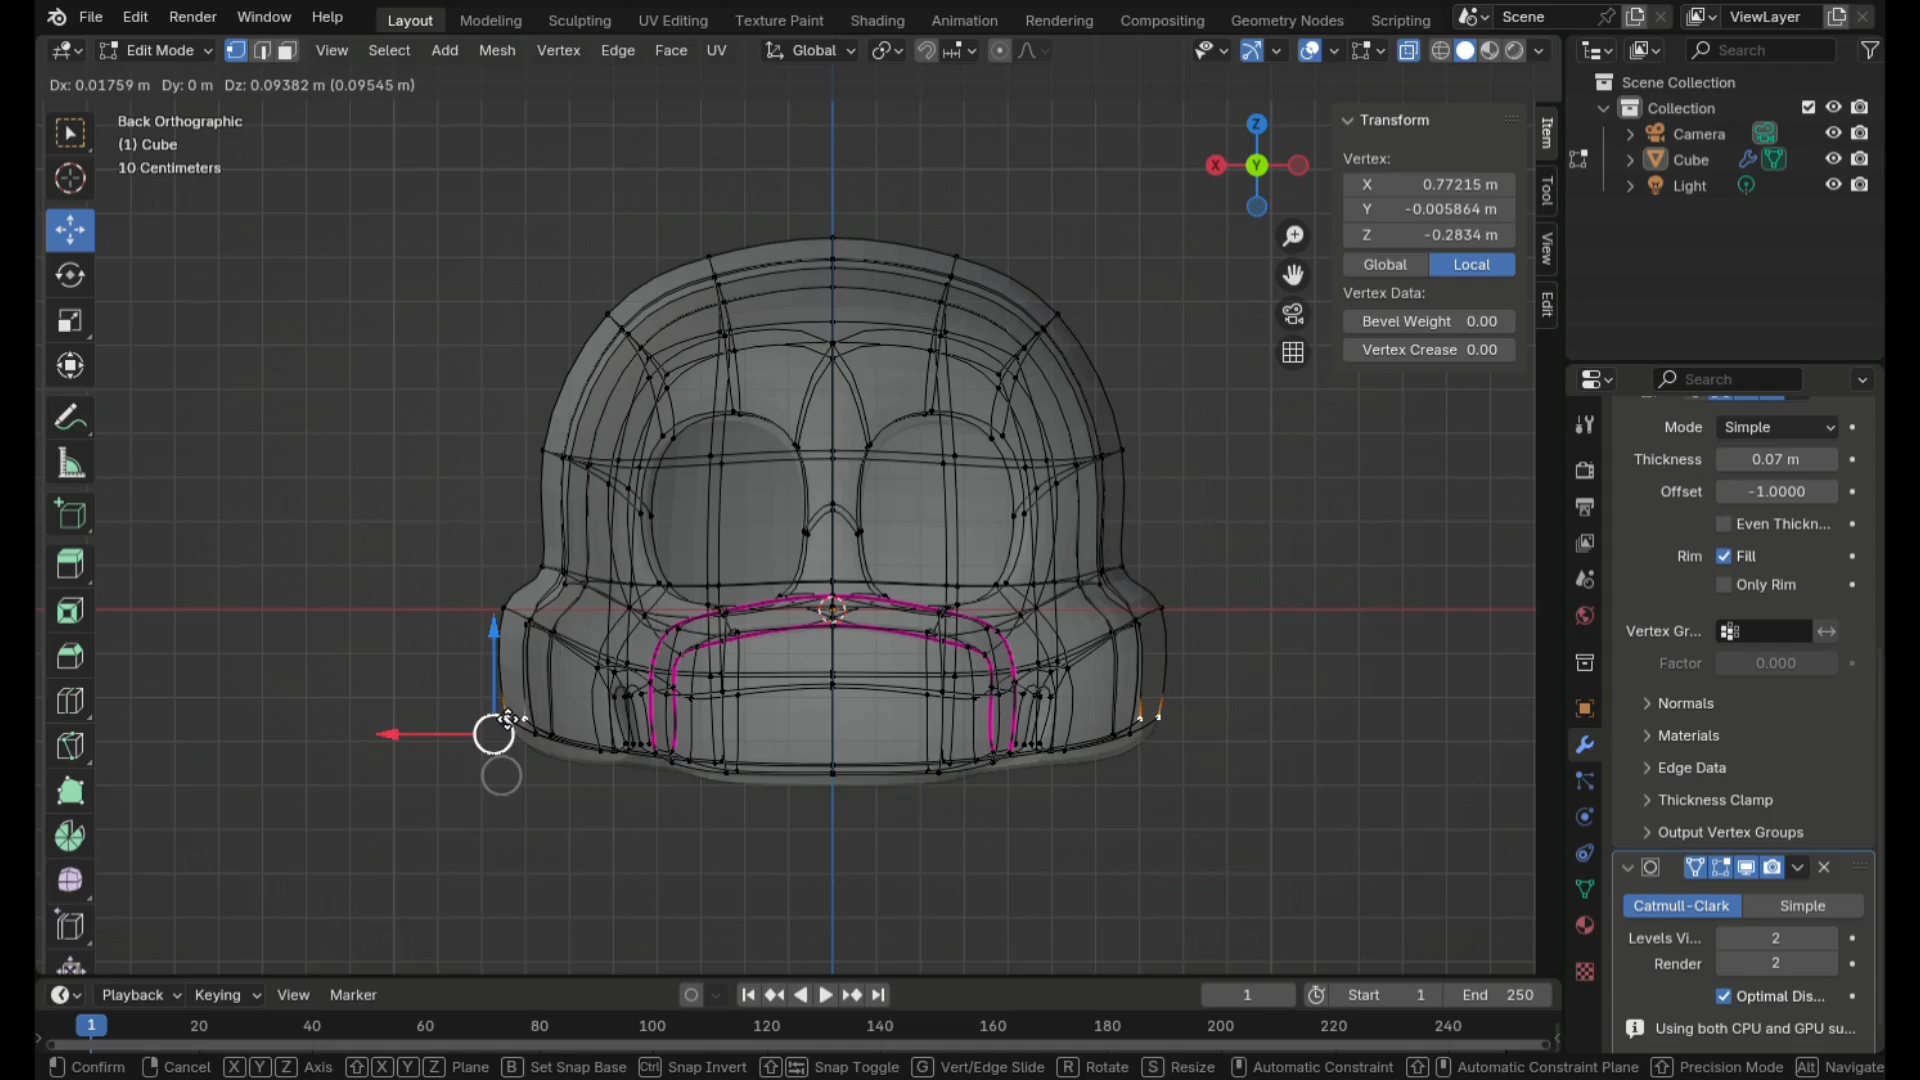 File Edit Render Window Help Layout Modeling Sculpting UV Editing Texture Paint Shading Animation Rendering Compositing Geometry Nodes Scripting Scene ViewLayer
Edit Mode View Select Add Mesh Vertex Edge Face UV Global Search
Dx: 0.01759 m Dy: 0 m Dz: 0.09382 m (0.09545 m)
Back Orthographic
(1) Cube
10 Centimeters
Z
X
Y
Transform
Vertex:
X 0.77215 m
Y -0.005864 m
Z -0.2834 m
Global Local
Vertex Data:
Bevel Weight 0.00
Vertex Crease 0.00
Item
Tool
View
Edit
Scene Collection
Collection
Camera
Cube
Light
Search
Mode Simple
Thickness 0.07 m
Offset -1.0000
Even Thickn...
Rim Fill
Only Rim
Vertex Gr...
Factor 0.000
Normals
Materials
Edge Data
Thickness Clamp
Output Vertex Groups
Catmull-Clark Simple
Levels Vi... 2
Render 2
Optimal Dis...
Using both CPU and GPU su...
Playback Keying View Marker 1 Start 1 End 250
1 20 40 60 80 100 120 140 160 180 200 220 240
Confirm Cancel X Y Z Axis X Y Z Plane B Set Snap Base Ctrl Snap Invert Snap Toggle G Vert/Edge Slide R Rotate S Resize Automatic Constraint Automatic Constraint Plane Precision Mode Alt Navigate